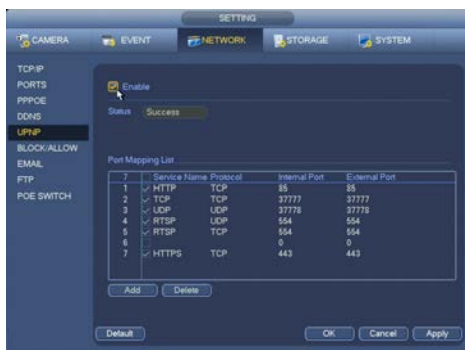 SETTING
CAMERA EVENT NETWORK STORAGE SYSTEM
TCP/IP
PORTS
PPPOE
DDNS
UPNP
BLOCK/ALLOW
EMAIL
FTP
POE SWITCH
Enable
Status Success
Port Mapping List
7 Service Name Protocol Internal Port External Port
1 HTTP TCP 85 85
2 TCP TCP 37777 37777
3 UDP UDP 37778 37778
4 RTSP UDP 554 554
5 RTSP TCP 554 554
6 0 0
7 HTTPS TCP 443 443
Add Delete
Default OK Cancel Apply